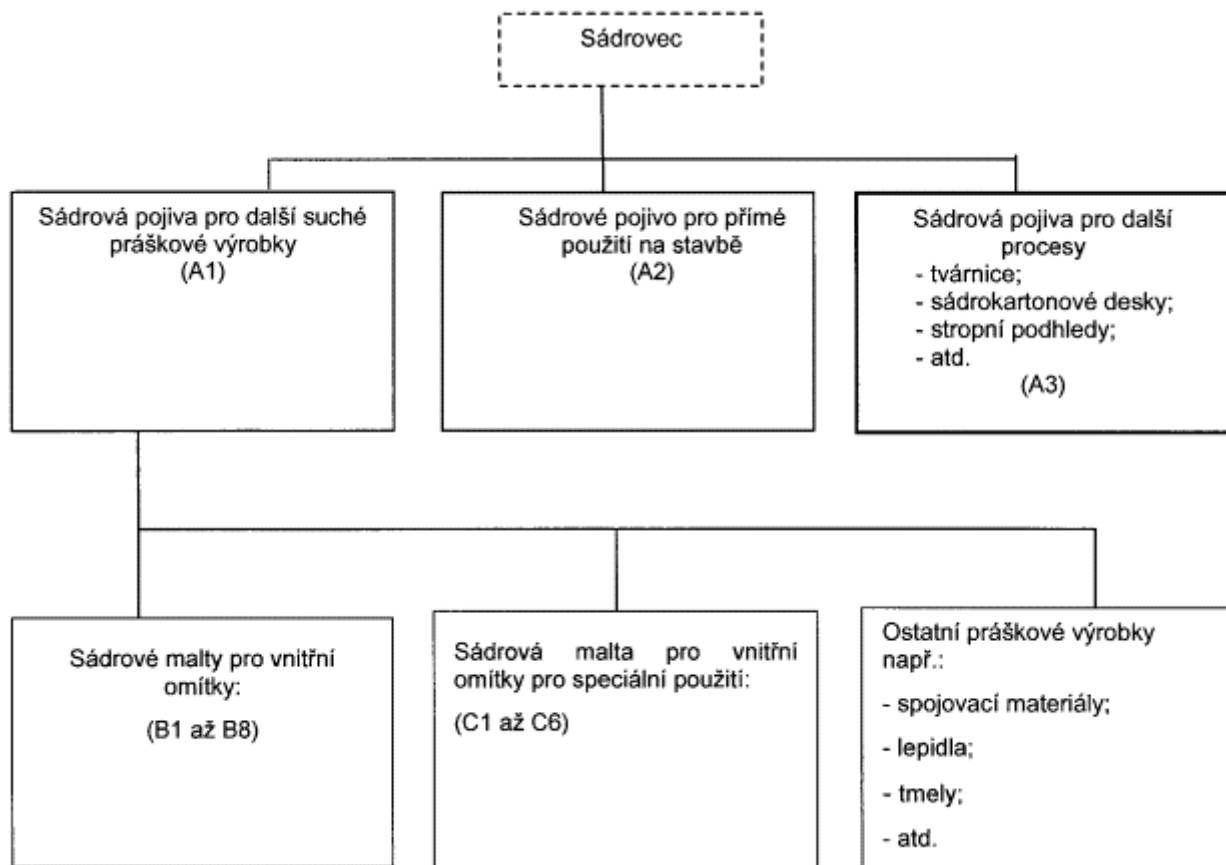 Sádrovec
Sádrová pojiva pro další suché
práškové výrobky
(A1)
Sádrové pojivo pro přímé
použití na stavbě
(A2)
Sádrová pojiva pro další
procesy
- tvárnice;
- sádrokartonové desky;
- stropní podhledy;
- atd.
(A3)
Sádrové malty pro vnitřní
omítky:
(B1 až B8)
Sádrová malta pro vnitřní
omítky pro speciální použití:
(C1 až C6)
Ostatní práškové výrobky
např.:
- spojovací materiály;
- lepidla;
- tmely;
- atd.